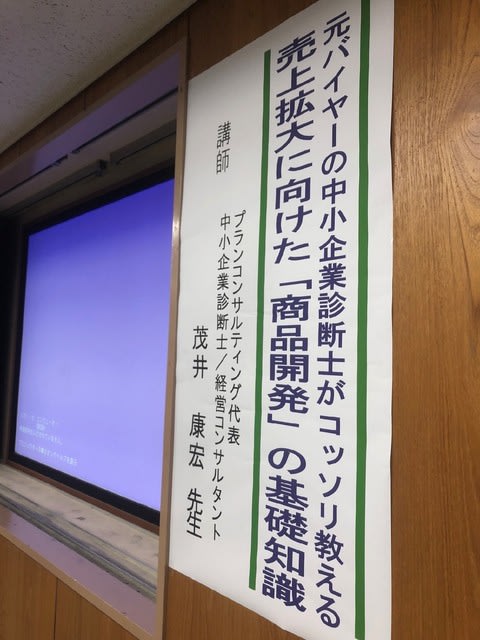 元バイヤーの中小企業診断士がコッソリ教える
売上拡大に向けた「商品開発」の基礎知識
講師
プランコンサルティング代表
中小企業診断士/経営コンサルタント
茂井 康宏 先生